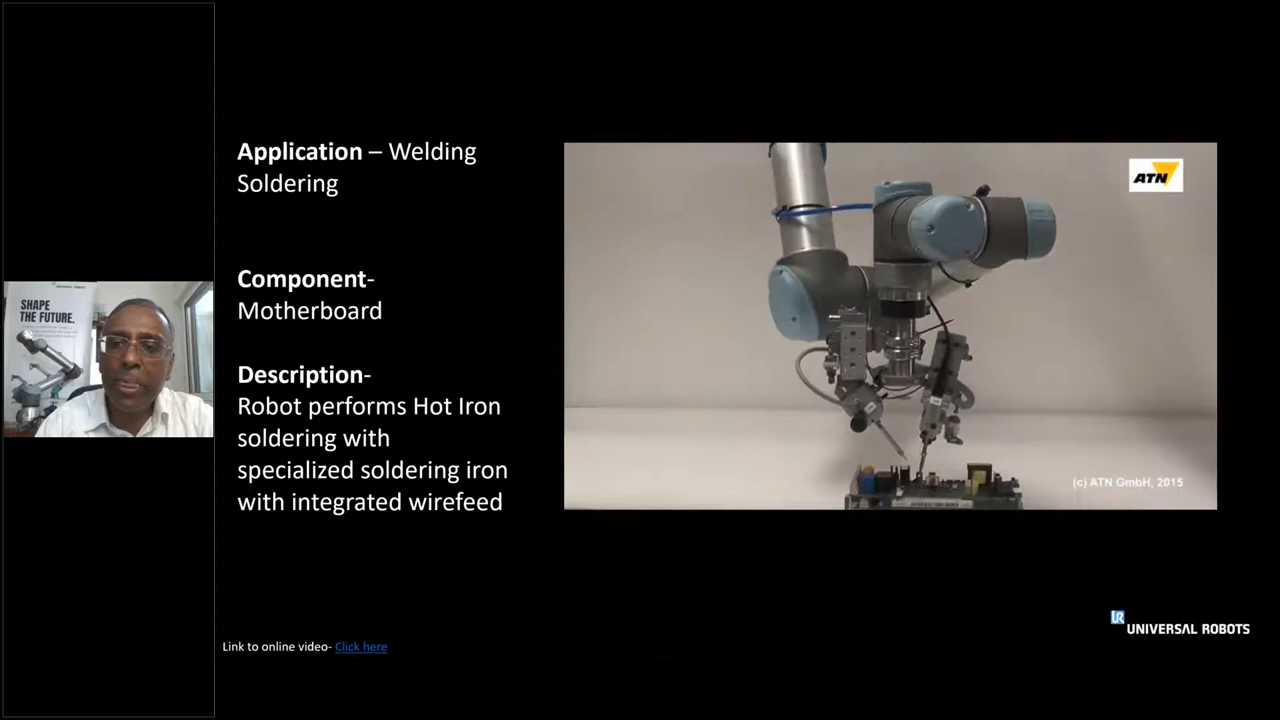 SHAPE
THE FUTURE.
Application – Welding
Soldering
Component-
Motherboard
Description-
Robot performs Hot Iron
soldering with
specialized soldering iron
with integrated wirefeed
ATN
(c) ATN GmbH, 2015
Link to online video- Click here
UR
UNIVERSAL ROBOTS